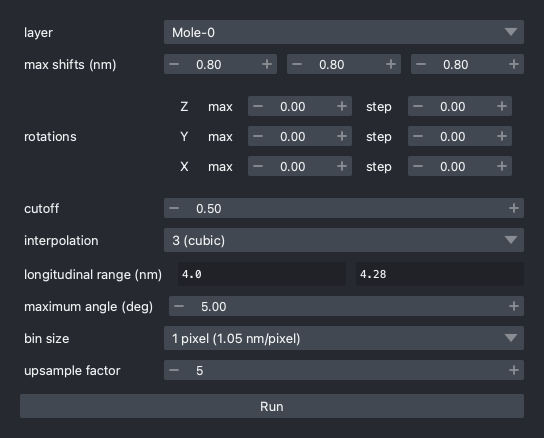 layer Mole-0
max shifts (nm) − 0.80 + − 0.80 + − 0.80 +
Z max − 0.00 + step − 0.00 +
rotations Y max − 0.00 + step − 0.00 +
X max − 0.00 + step − 0.00 +
cutoff − 0.50 +
interpolation 3 (cubic)
longitudinal range (nm) 4.0 4.28
maximum angle (deg) − 5.00 +
bin size 1 pixel (1.05 nm/pixel)
upsample factor − 5 +
Run